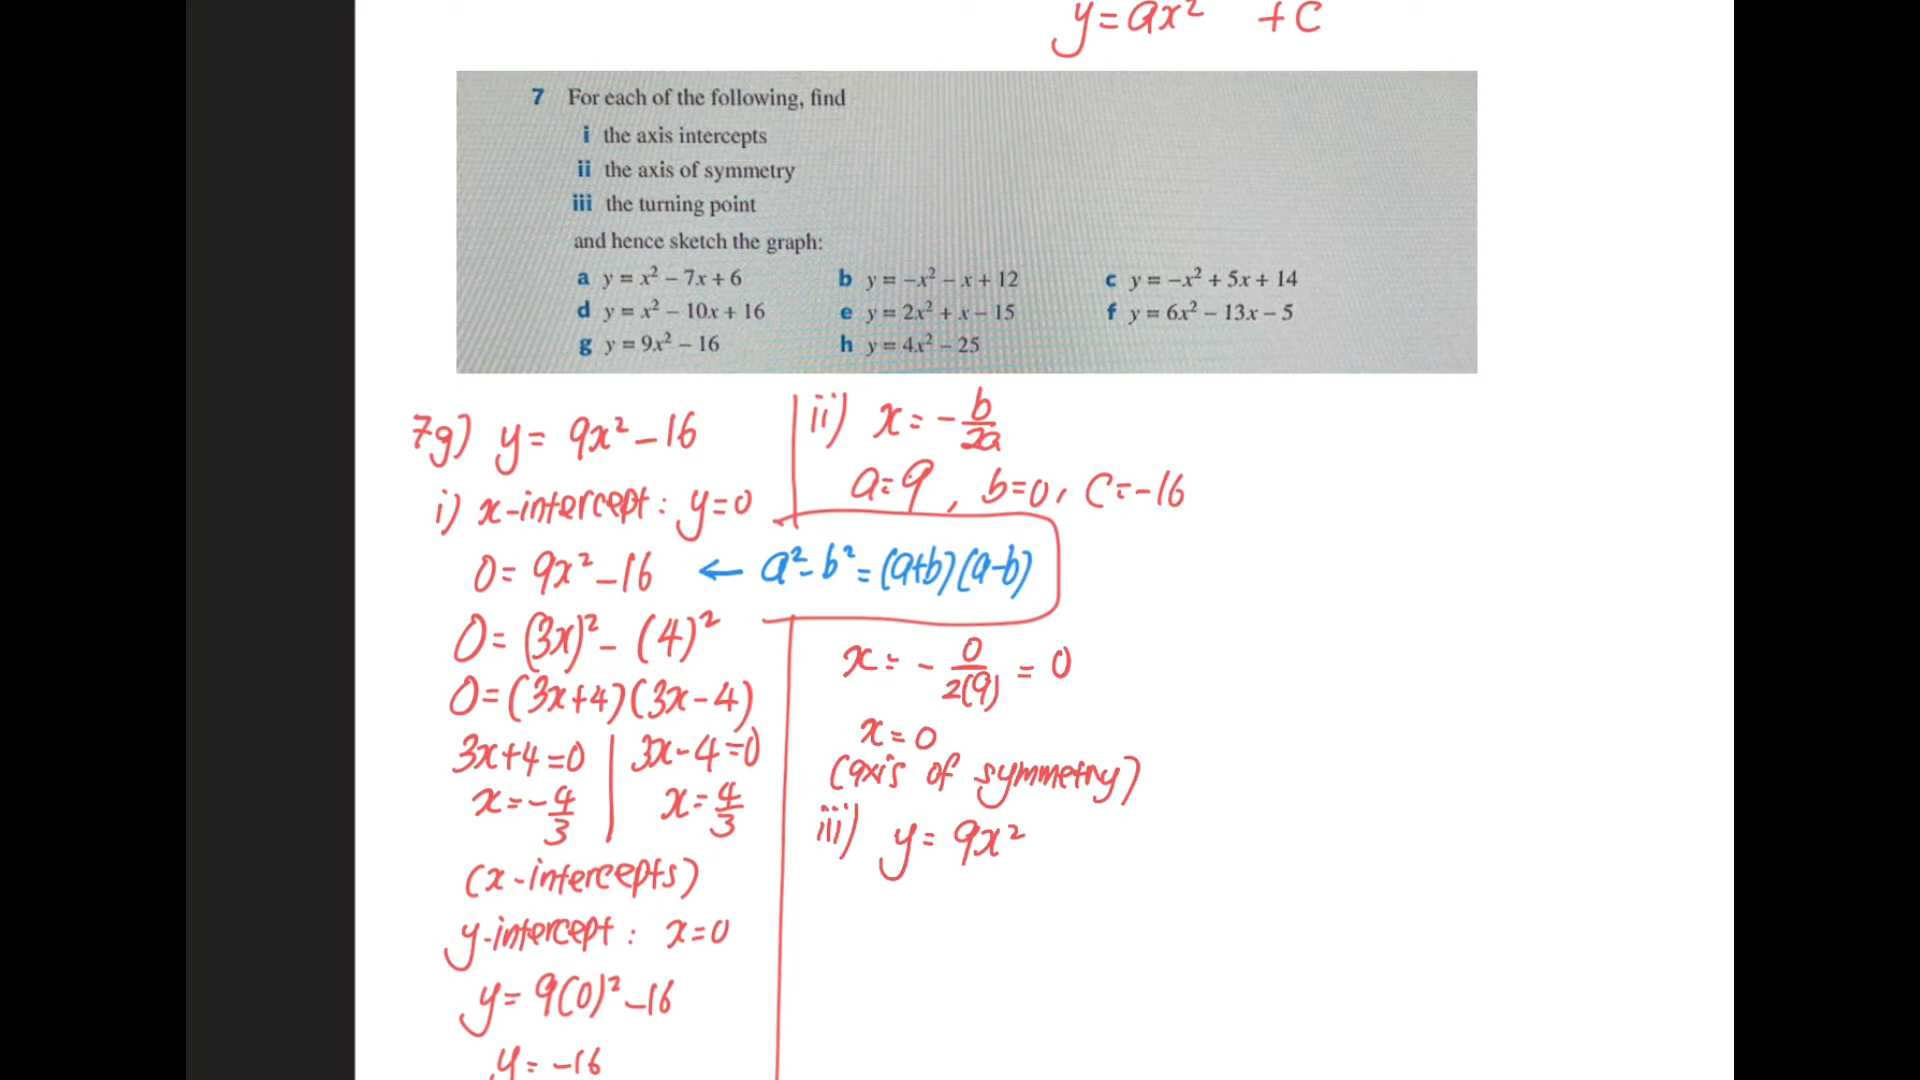 y = ax² + c
7 For each of the following, find
i the axis intercepts
ii the axis of symmetry
iii the turning point
and hence sketch the graph:
a y = x² – 7x + 6 b y = –x² – x + 12 c y = –x² + 5x + 14
d y = x² – 10x + 16 e y = 2x² + x – 15 f y = 6x² – 13x – 5
g y = 9x² – 16 h y = 4x² – 25
7g) y = 9x² – 16
i) x-intercept: y=0
0 = 9x² – 16 ← a² – b² = (a+b)(a–b)
0 = (3x)² – (4)²
0 = (3x+4)(3x–4)
3x+4=0 | 3x–4=0
x = –4/3 | x = 4/3
(x-intercepts)
y-intercept: x=0
y = 9(0)² – 16
y = –16
ii) x = –b/2a
a=9, b=0, c=–16
x = –0/2(9) = 0
x = 0
(axis of symmetry)
iii) y = 9x²